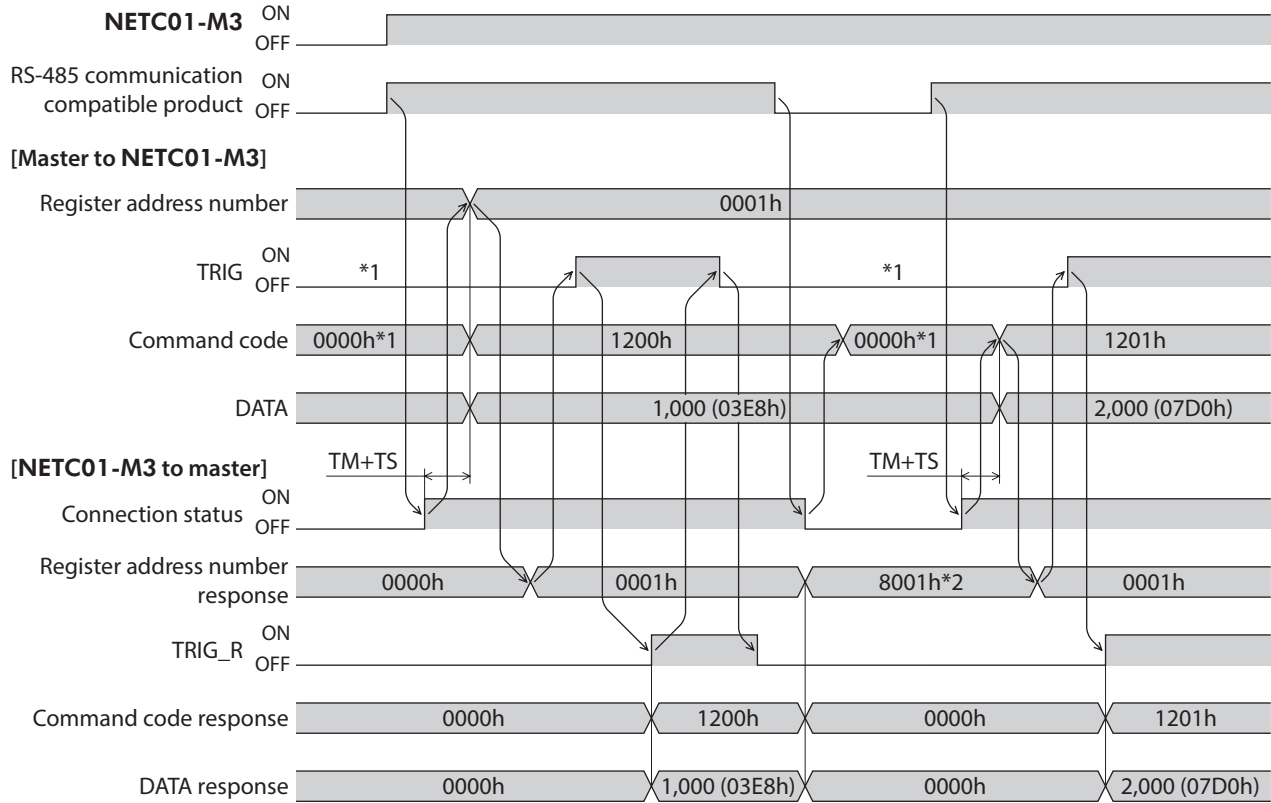 NETC01-M3 ON
OFF
RS-485 communication
compatible product ON
OFF
[Master to NETC01-M3]
Register address number 0001h
TRIG ON
OFF *1 *1
Command code 0000h*1 1200h 0000h*1 1201h
DATA 1,000 (03E8h) 2,000 (07D0h)
[NETC01-M3 to master] TM+TS TM+TS
Connection status ON
OFF
Register address number
response 0000h 0001h 8001h*2 0001h
TRIG_R ON
OFF
Command code response 0000h 1200h 0000h 1201h
DATA response 0000h 1,000 (03E8h) 0000h 2,000 (07D0h)